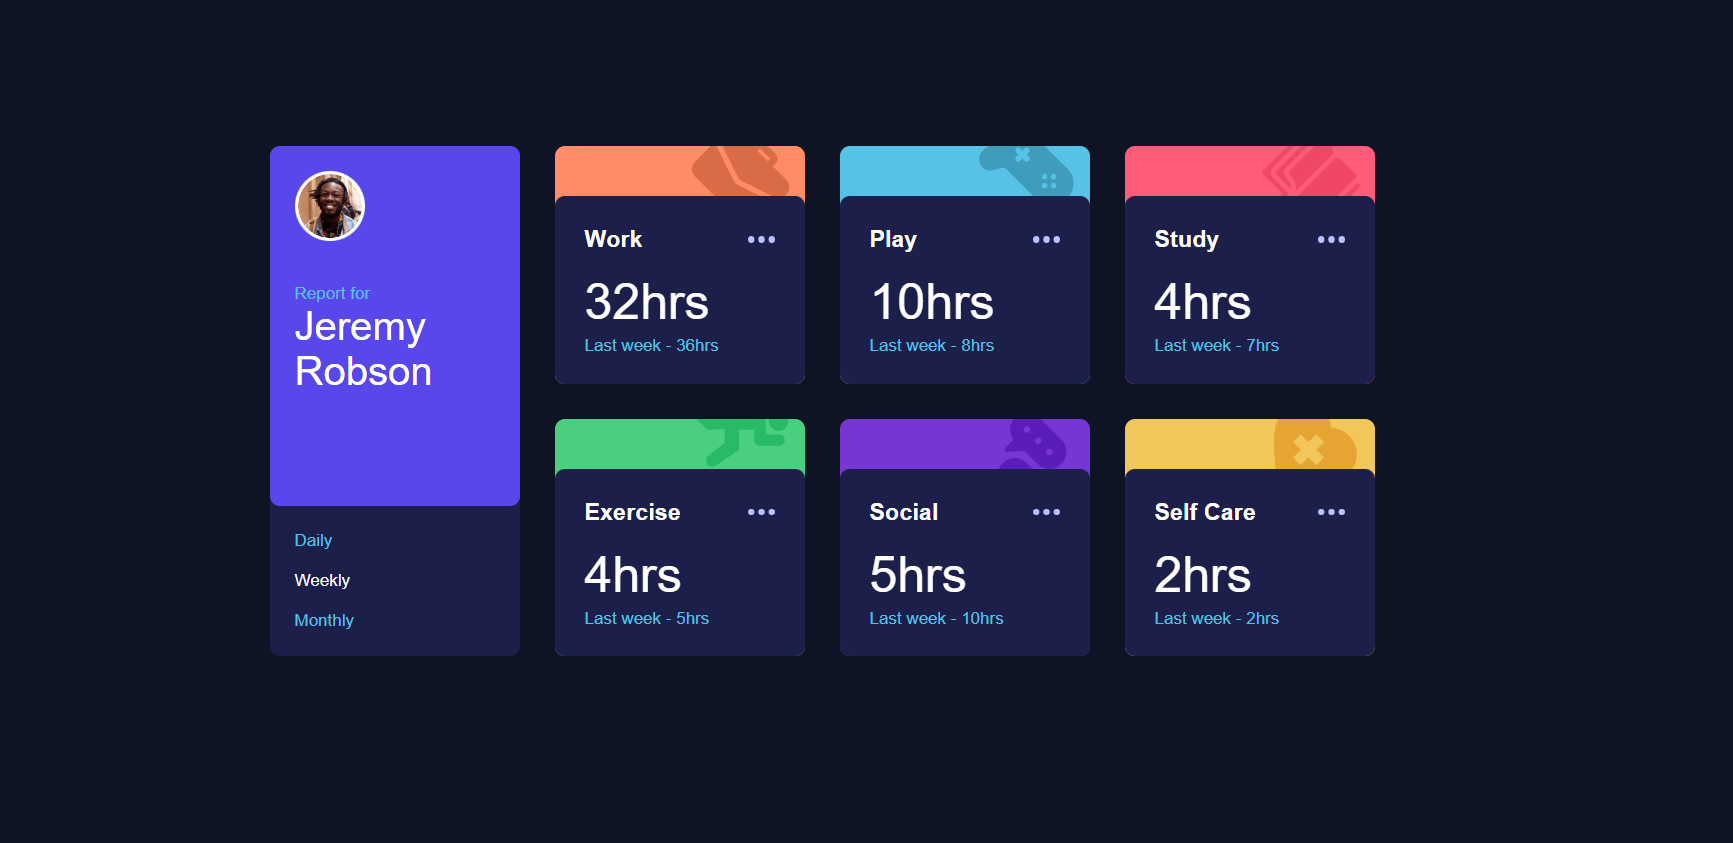 Report for
Jeremy
Robson
Daily
Weekly
Monthly
Work
32hrs
Last week - 36hrs
Play
10hrs
Last week - 8hrs
Study
4hrs
Last week - 7hrs
Exercise
4hrs
Last week - 5hrs
Social
5hrs
Last week - 10hrs
Self Care
2hrs
Last week - 2hrs